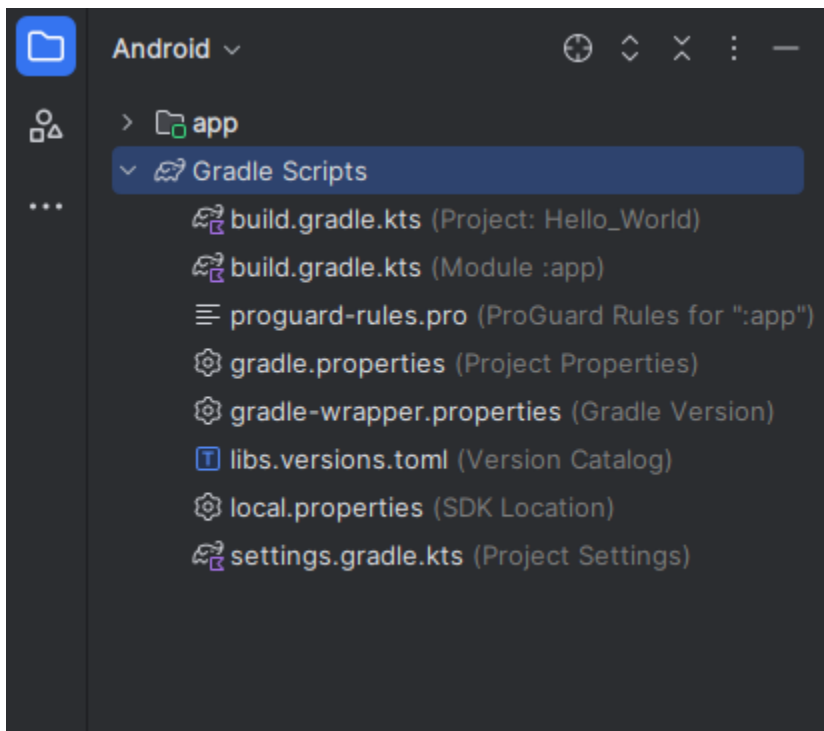 Android
app
Gradle Scripts
build.gradle.kts (Project: Hello_World)
build.gradle.kts (Module :app)
proguard-rules.pro (ProGuard Rules for ":app")
gradle.properties (Project Properties)
gradle-wrapper.properties (Gradle Version)
libs.versions.toml (Version Catalog)
local.properties (SDK Location)
settings.gradle.kts (Project Settings)